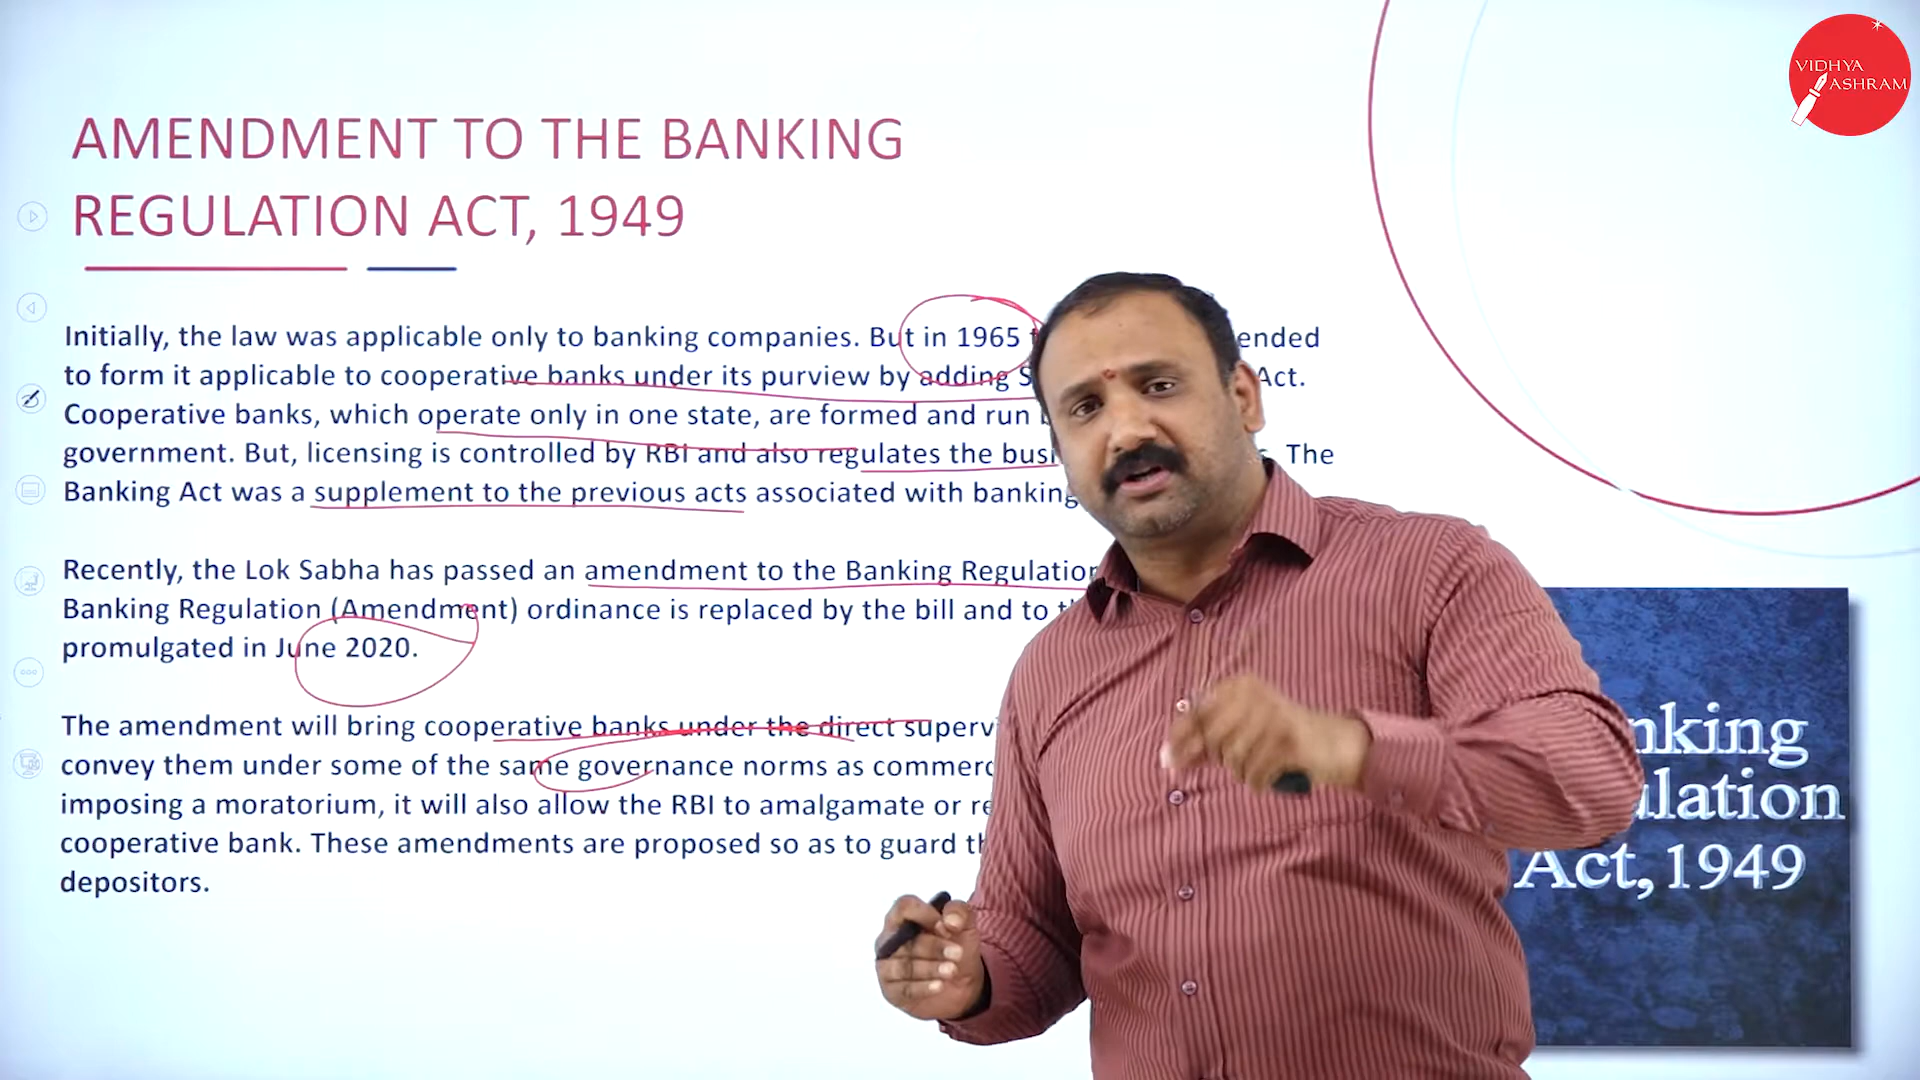 VIDHYA
ASHRAM
AMENDMENT TO THE BANKING
REGULATION ACT, 1949
Initially, the law was applicable only to banking companies. But in 1965 ended
to form it applicable to cooperative banks under its purview by adding Act.
Cooperative banks, which operate only in one state, are formed and run
government. But, licensing is controlled by RBI and also regulates the The
Banking Act was a supplement to the previous acts associated with banking
Recently, the Lok Sabha has passed an amendment to the Banking Regulation
Banking Regulation (Amendment) ordinance is replaced by the bill and to
promulgated in June 2020.
The amendment will bring cooperative banks under the direct
convey them under some of the same governance norms as
imposing a moratorium, it will also allow the RBI to amalgamate or
cooperative bank. These amendments are proposed so as to guard
depositors.
nking
ulation
Act, 1949